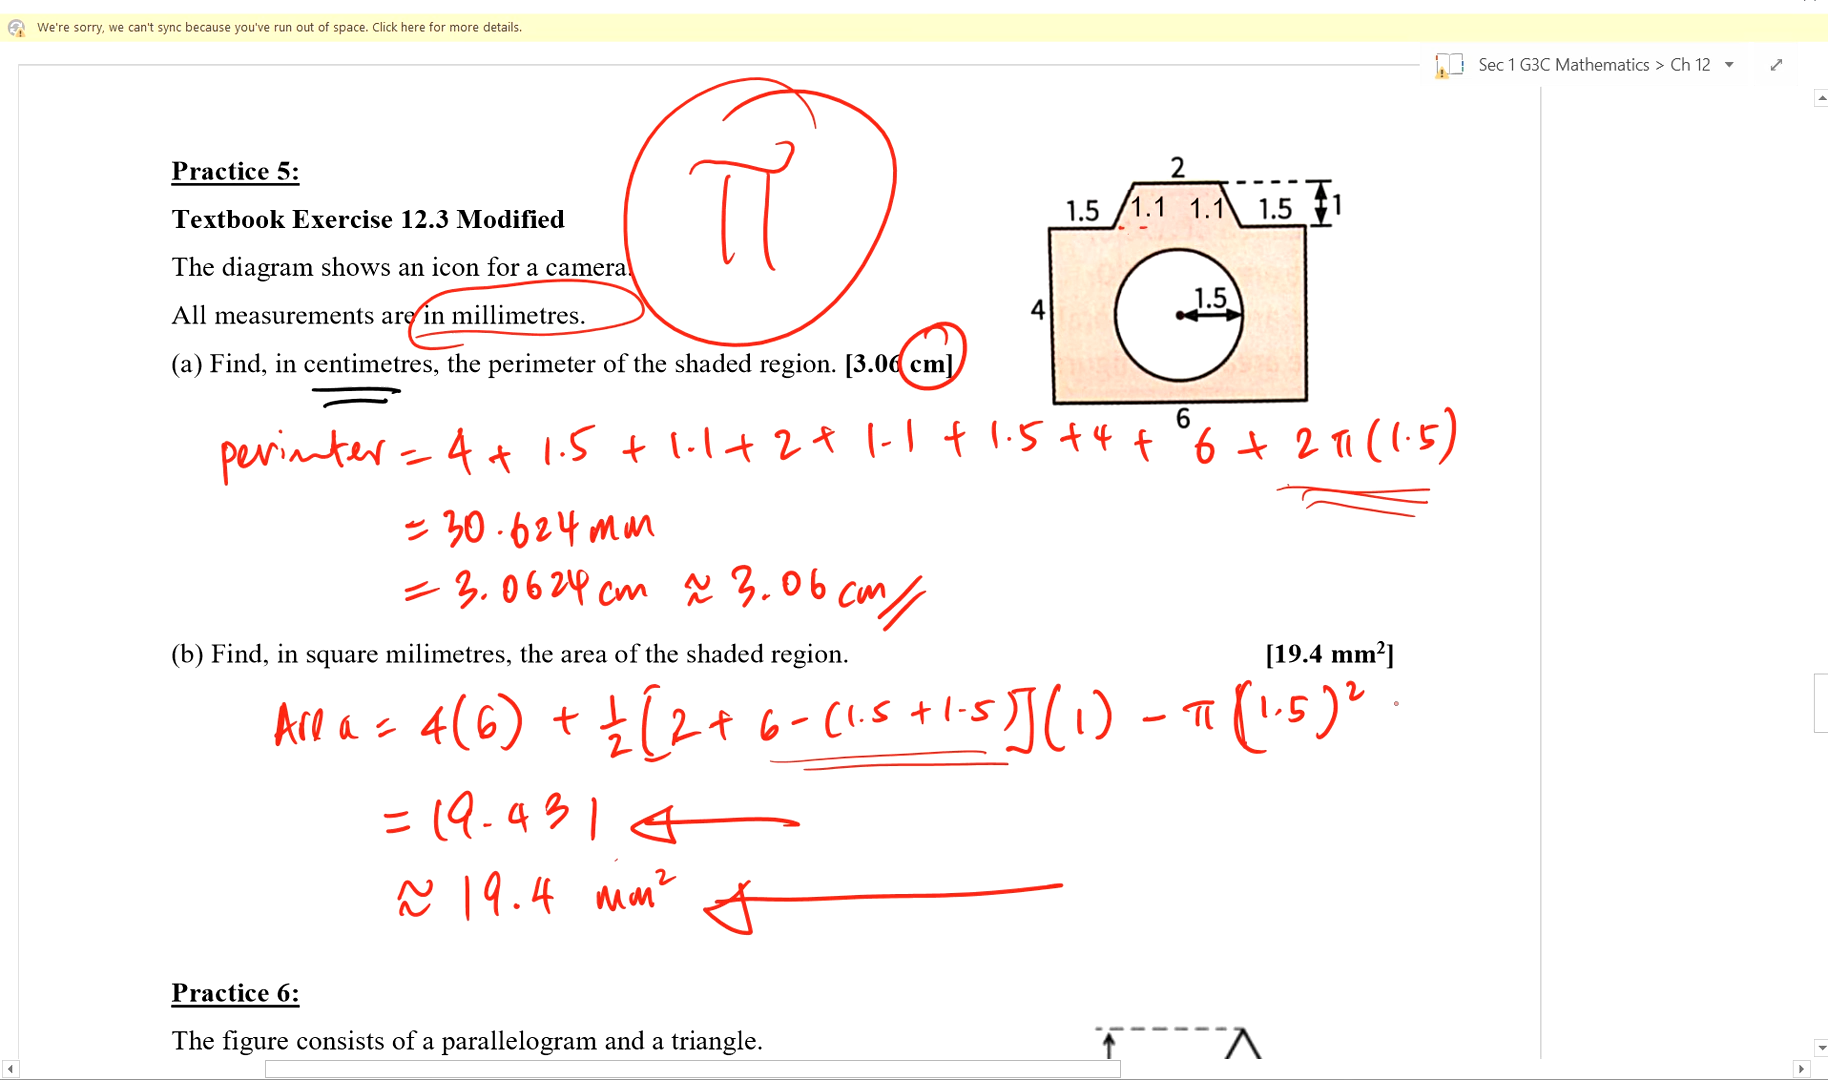 We're sorry, we can't sync because you've run out of space. Click here for more details.
Sec 1 G3C Mathematics > Ch 12
Practice 5:
Textbook Exercise 12.3 Modified
The diagram shows an icon for a camera.
All measurements are in millimetres.
(a) Find, in centimetres, the perimeter of the shaded region. [3.06 cm]
π
2
1.5 1.1 1.1 1.5 1
4 1.5
6
perimter = 4 + 1.5 + 1.1 + 2 + 1.1 + 1.5 + 4 + 6 + 2π(1.5)
= 30.624 mm
= 3.0624 cm ≈ 3.06 cm//
(b) Find, in square milimetres, the area of the shaded region. [19.4 mm²]
Area = 4(6) + ½[2 + 6 - (1.5 + 1.5)](1) - π(1.5)²
= 19.431
≈ 19.4 mm²
Practice 6:
The figure consists of a parallelogram and a triangle.